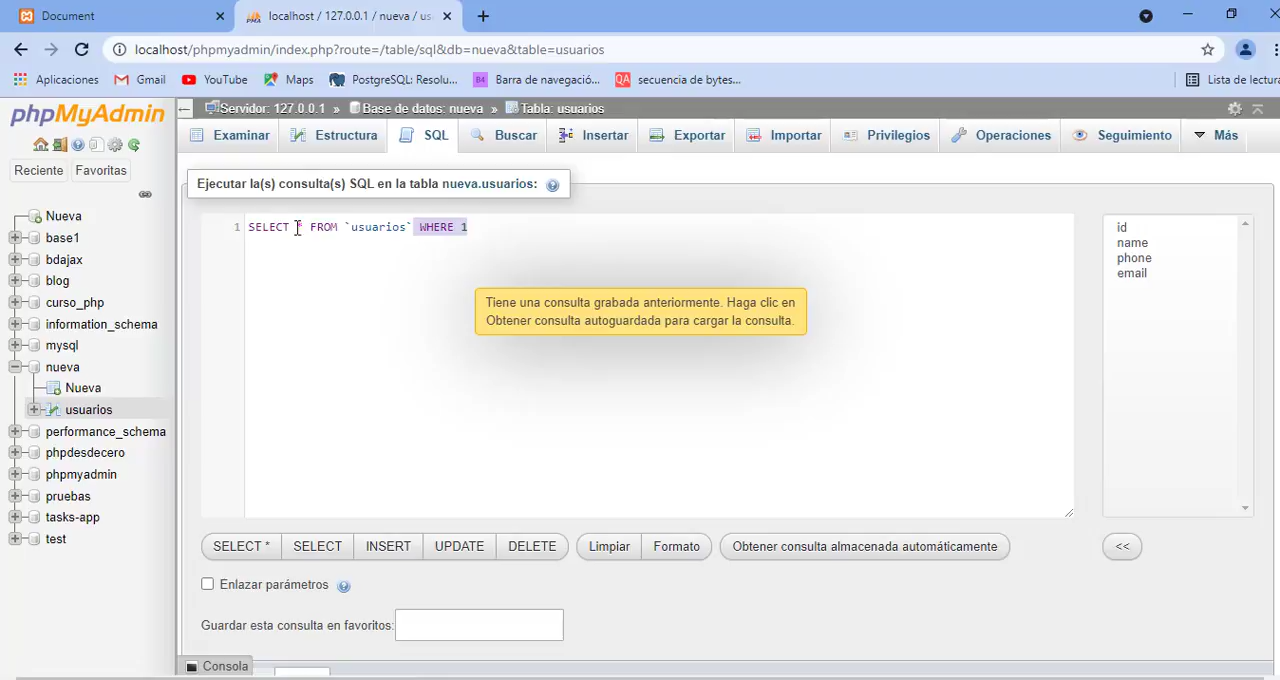 Document
localhost / 127.0.0.1 / nueva / us
localhost/phpmyadmin/index.php?route=/table/sql&db=nueva&table=usuarios
Aplicaciones Gmail YouTube Maps PostgreSQL: Resolu... B4 Barra de navegació... QA secuencia de bytes... Lista de lectura
phpMyAdmin
Servidor: 127.0.0.1 » Base de datos: nueva » Tabla: usuarios
Examinar Estructura SQL Buscar Insertar Exportar Importar Privilegios Operaciones Seguimiento Más
Reciente Favoritas
Ejecutar la(s) consulta(s) SQL en la tabla nueva.usuarios:
1 SELECT * FROM `usuarios` WHERE 1
Tiene una consulta grabada anteriormente. Haga clic en
Obtener consulta autoguardada para cargar la consulta.
id
name
phone
email
Nueva
base1
bdajax
blog
curso_php
information_schema
mysql
nueva
Nueva
usuarios
performance_schema
phpdesdecero
phpmyadmin
pruebas
tasks-app
test
SELECT * SELECT INSERT UPDATE DELETE Limpiar Formato Obtener consulta almacenada automáticamente <<
Enlazar parámetros
Guardar esta consulta en favoritos:
Consola